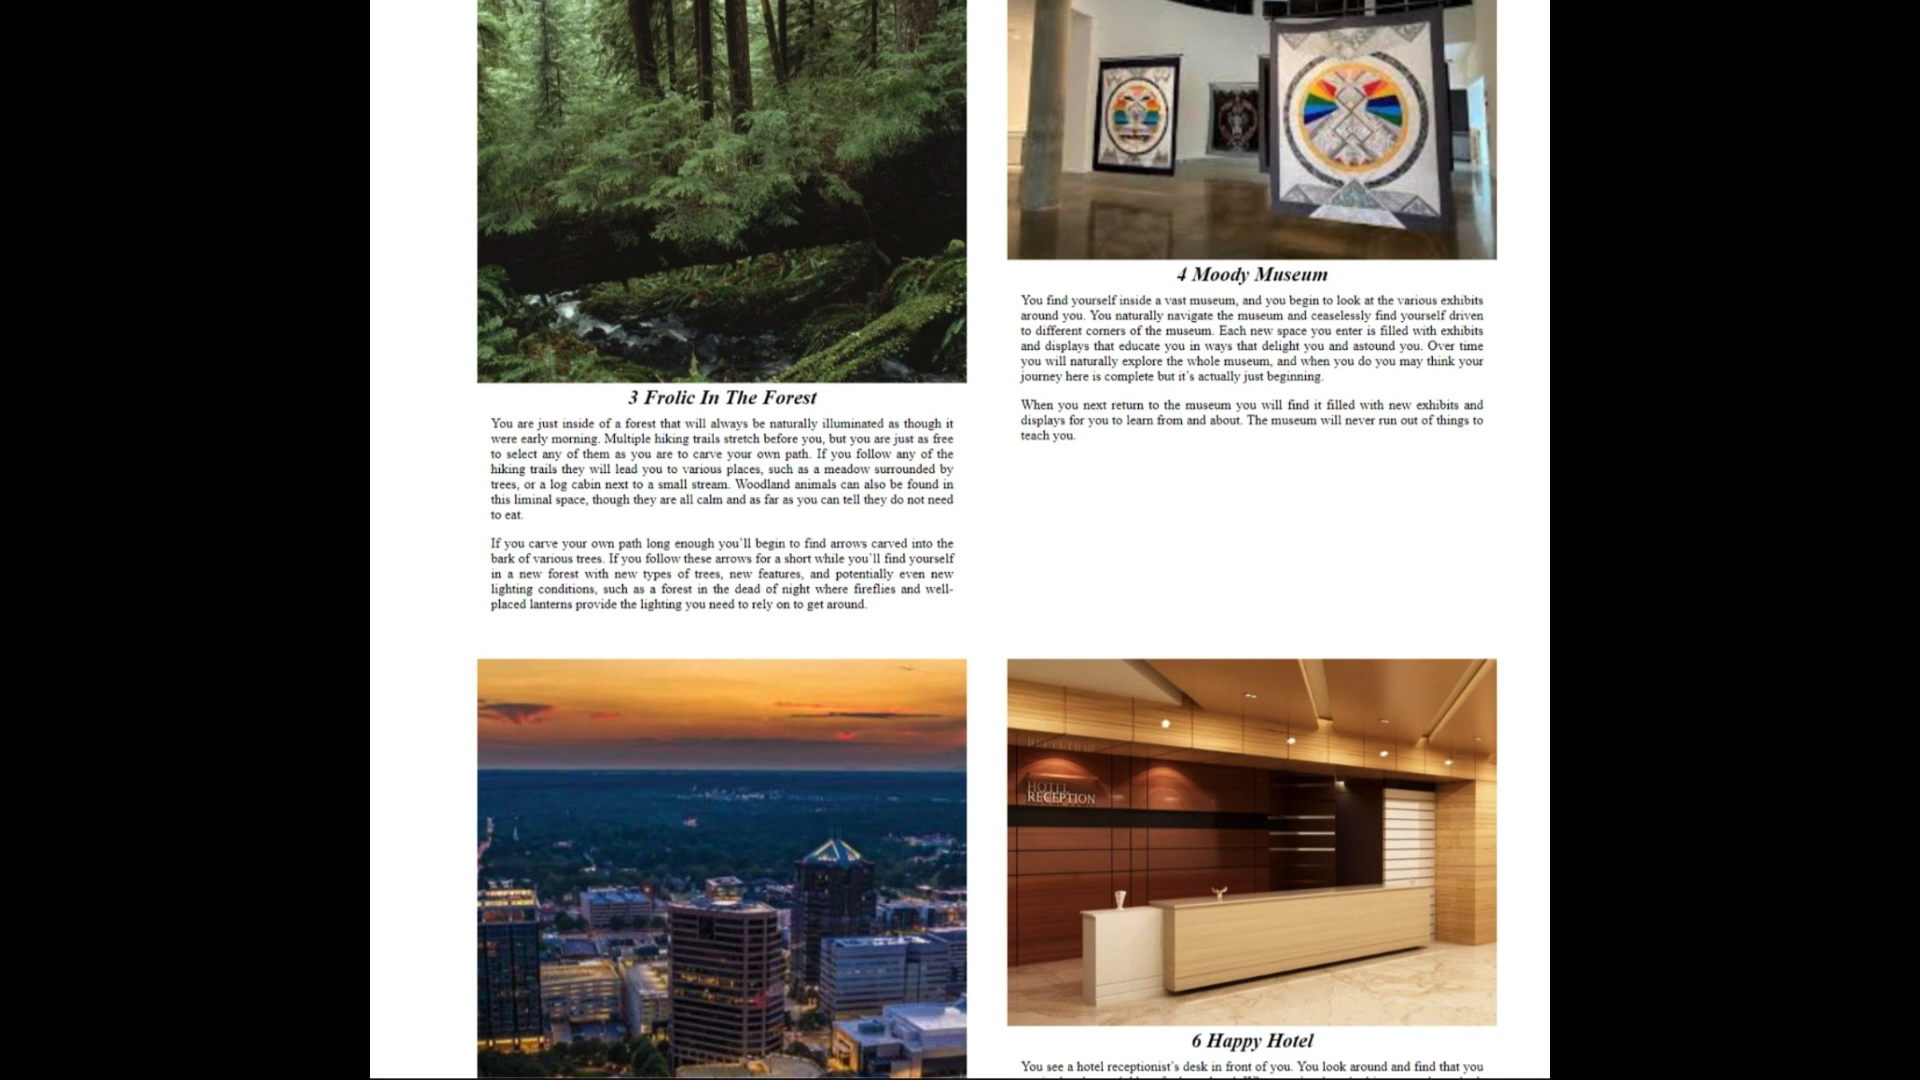 3 Frolic In The Forest
You are just inside of a forest that will always be naturally illuminated as though it
were early morning. Multiple hiking trails stretch before you, but you are just as free
to select any of them as you are to carve your own path. If you follow any of the
hiking trails they will lead you to various places, such as a meadow surrounded by
trees, or a log cabin next to a small stream. Woodland animals can also be found in
this liminal space, though they are all calm and as far as you can tell they do not need
to eat.
If you carve your own path long enough you'll begin to find arrows carved into the
bark of various trees. If you follow these arrows for a short while you'll find yourself
in a new forest with new types of trees, new features, and potentially even new
lighting conditions, such as a forest in the dead of night where fireflies and well-
placed lanterns provide the lighting you need to rely on to get around.
4 Moody Museum
You find yourself inside a vast museum, and you begin to look at the various exhibits
around you. You naturally navigate the museum and ceaselessly find yourself driven
to different corners of the museum. Each new space you enter is filled with exhibits
and displays that educate you in ways that delight you and astound you. Over time
you will naturally explore the whole museum, and when you do you may think your
journey here is complete but it's actually just beginning.
When you next return to the museum you will find it filled with new exhibits and
displays for you to learn from and about. The museum will never run out of things to
teach you.
HOTEL
RECEPTION
6 Happy Hotel
You see a hotel receptionist's desk in front of you. You look around and find that you